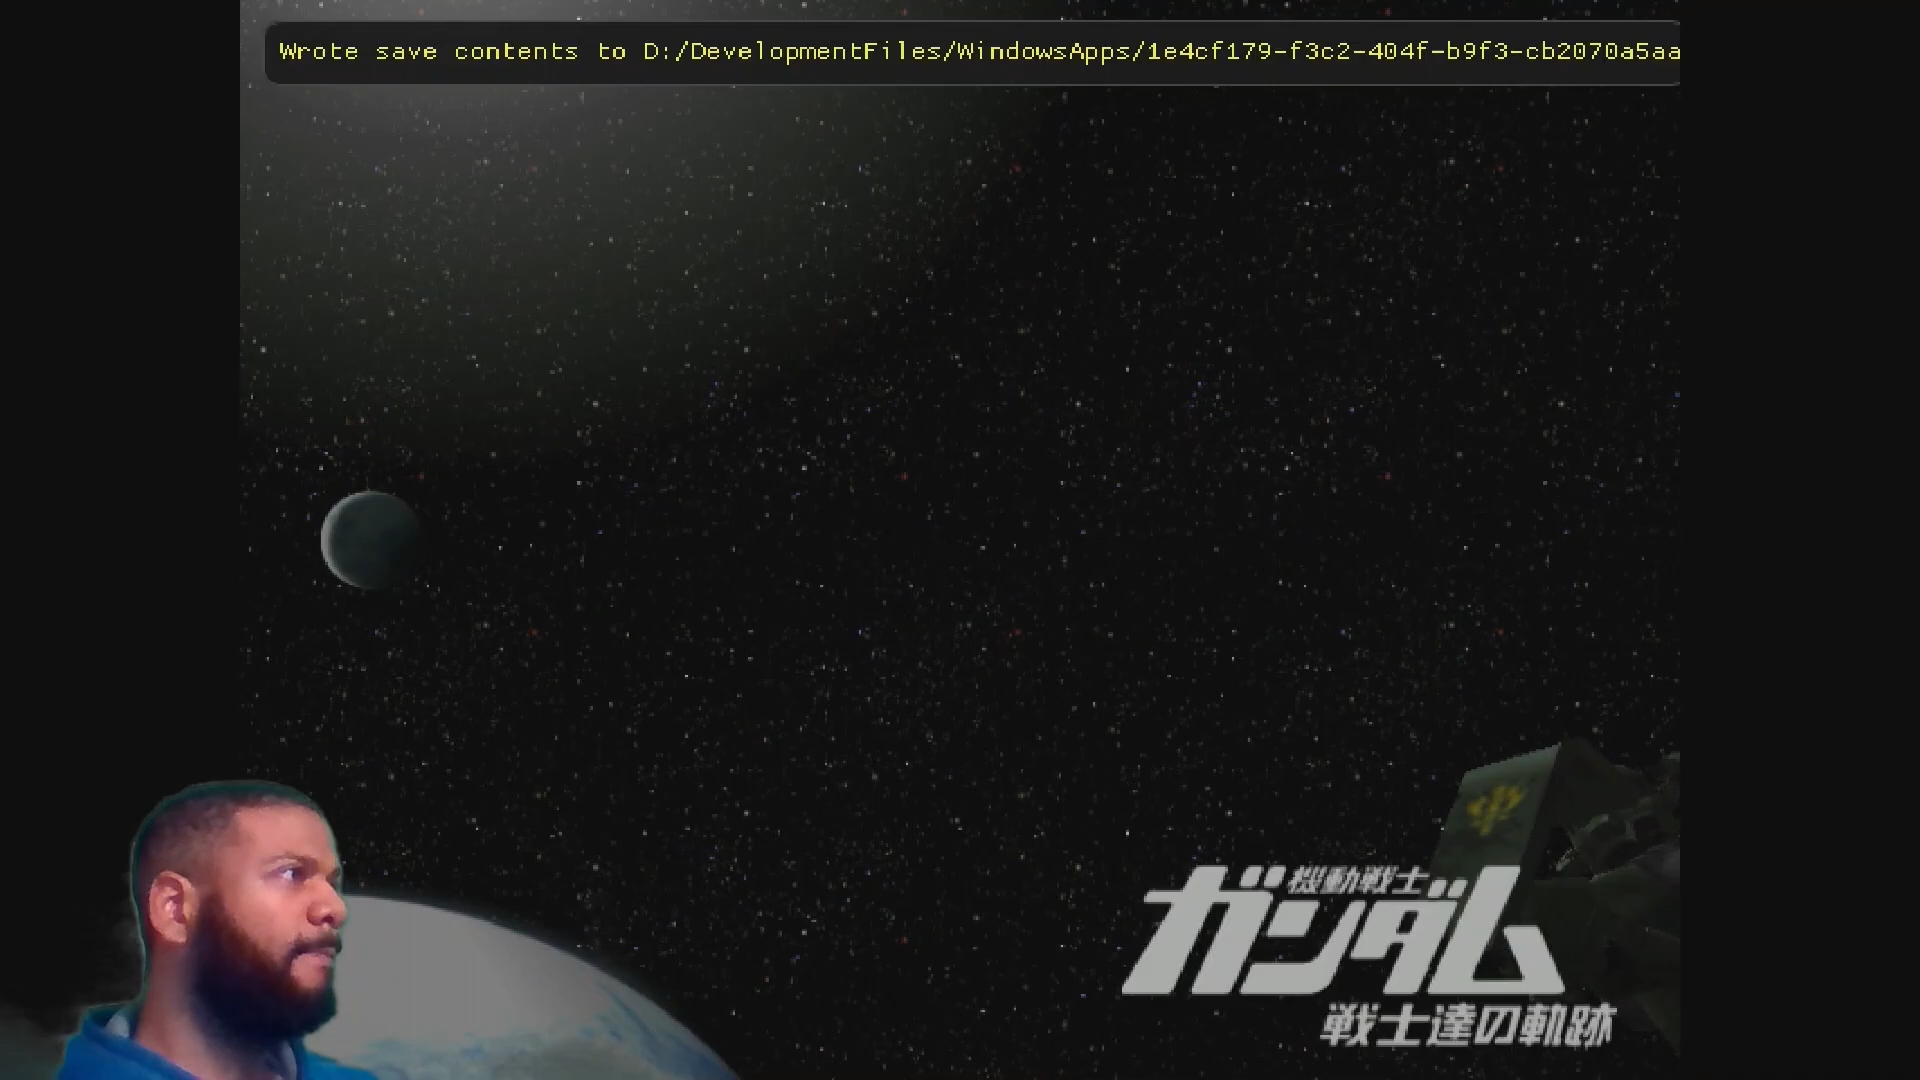 Wrote save contents to D:/DevelopmentFiles/WindowsApps/1e4cf179-f3c2-404f-b9f3-cb2070a5aa
機動戦士
ガンダム
戦士達の軌跡